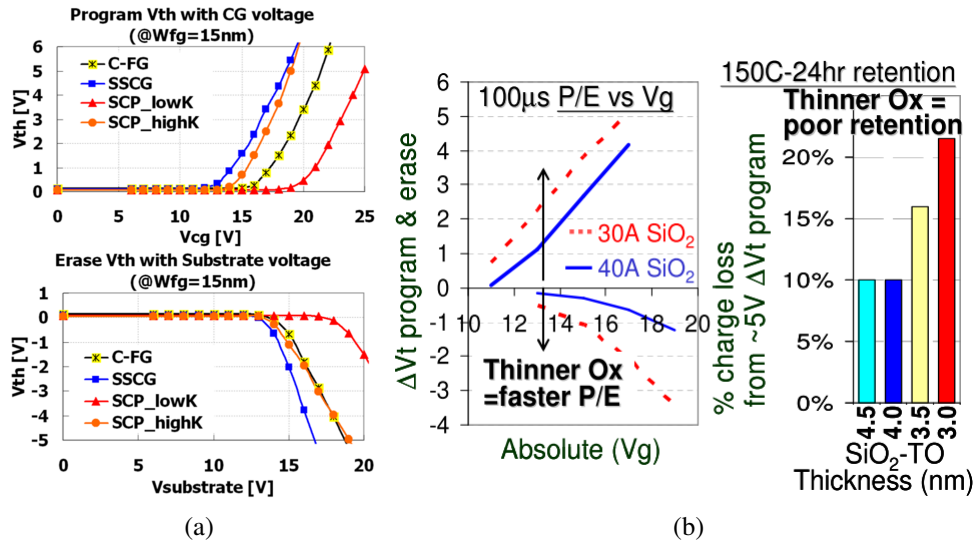 Program Vth with CG voltage
(@Wfg=15nm)
6
5
4
3
2
1
0
Vth [V]
C-FG
SSCG
SCP_lowK
SCP_highK
0 5 10 15 20 25
Vcg [V]
Erase Vth with Substrate voltage
(@Wfg=15nm)
1
0
-1
-2
-3
-4
-5
Vth [V]
C-FG
SSCG
SCP_lowK
SCP_highK
0 5 10 15 20
Vsubstrate [V]
(a)
ΔVt program & erase
6
5
4
3
2
1
0
-1
-2
-3
-4
100μs P/E vs Vg
30A SiO2
40A SiO2
10 12 14 16 18 20
Thinner Ox
=faster P/E
Absolute (Vg)
150C-24hr retention
Thinner Ox =
poor retention
% charge loss
from ~5V ΔVt program
20%
15%
10%
5%
0%
4.5 4.0 3.5 3.0
SiO2-TO
Thickness (nm)
(b)